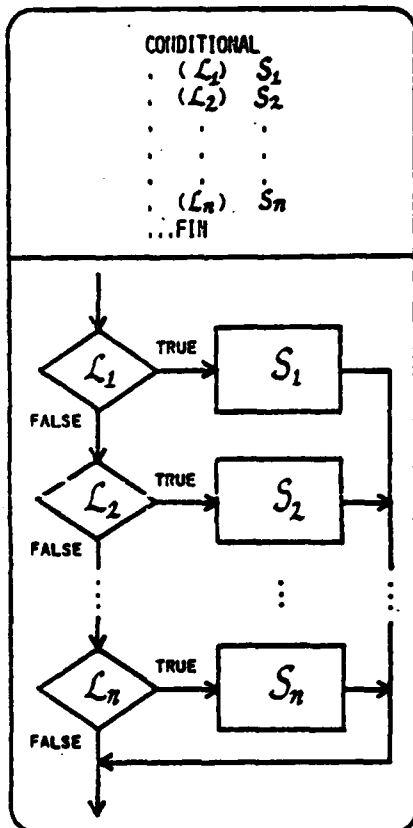 CONDITIONAL
. (ℒ1) S1
. (ℒ2) S2
. . .
. . .
. . .
. (ℒn) Sn
...FIN
TRUE
ℒ1 S1
FALSE
TRUE
ℒ2 S2
FALSE
TRUE
ℒn Sn
FALSE